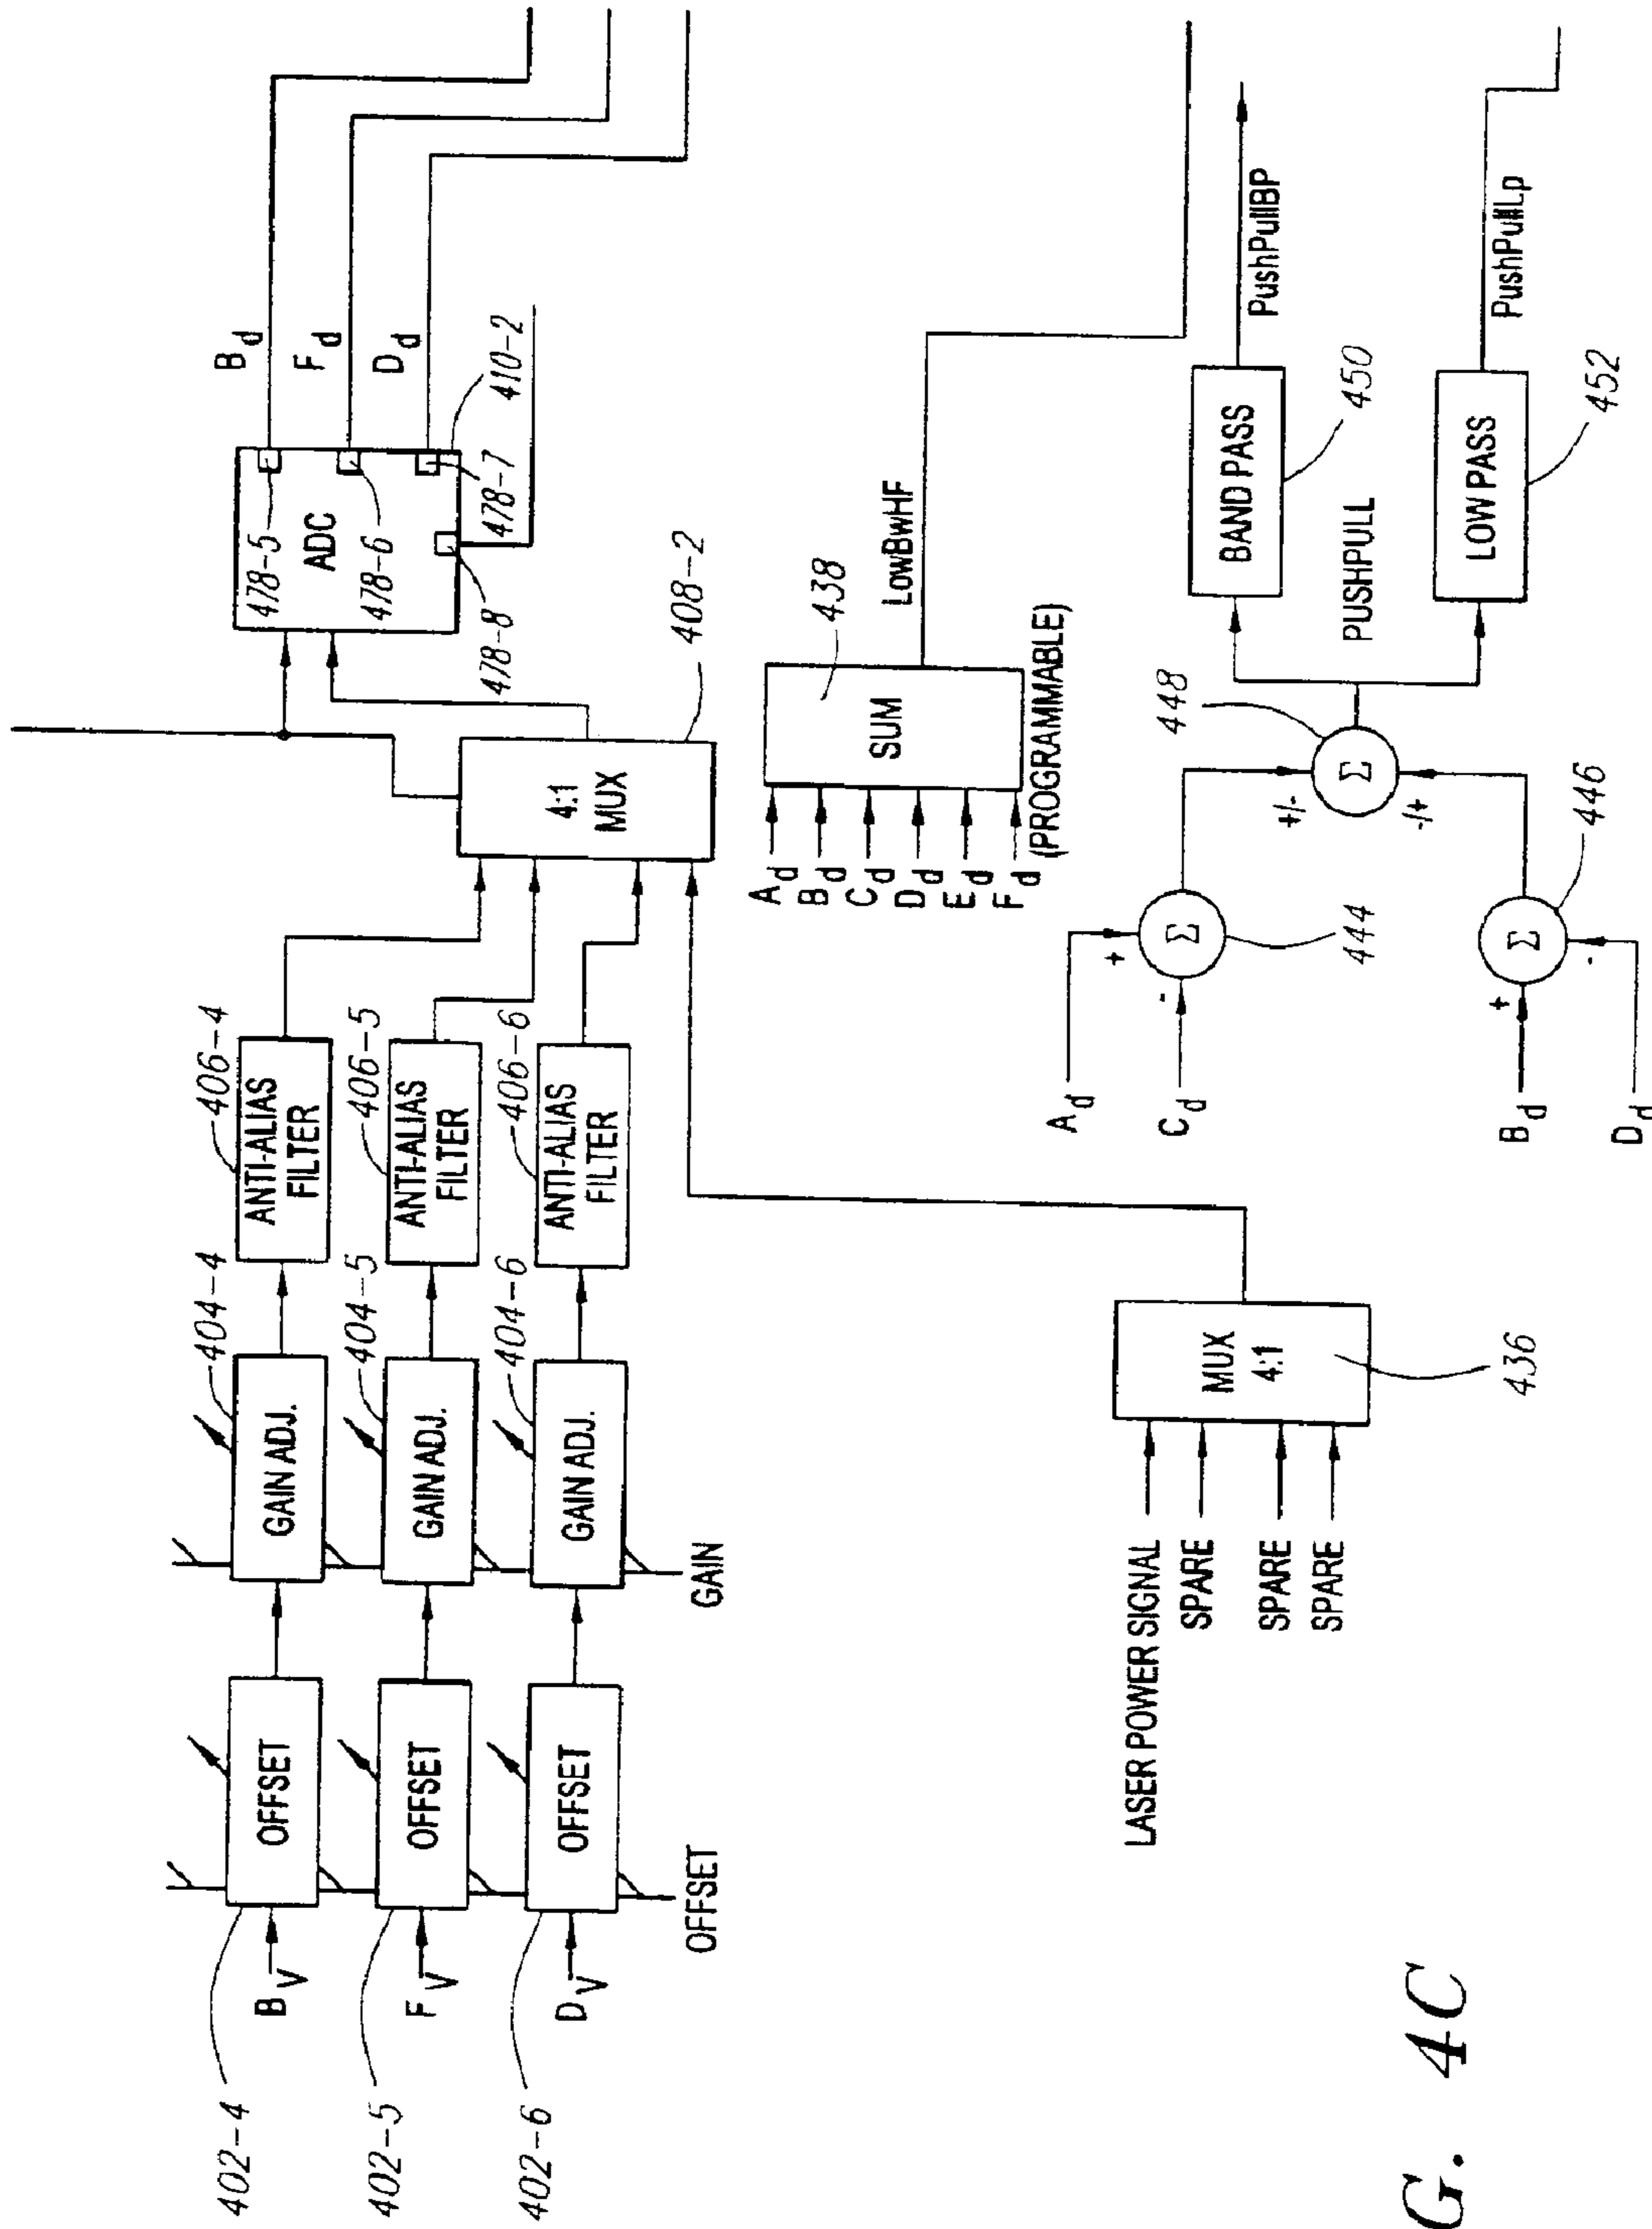 402-4
402-5
402-6
B_V
F_V
D_V
OFFSET
OFFSET
OFFSET
OFFSET
404-4
404-5
404-6
GAIN ADJ.
GAIN ADJ.
GAIN ADJ.
GAIN
406-4
406-5
406-6
ANTI-ALIAS
FILTER
ANTI-ALIAS
FILTER
ANTI-ALIAS
FILTER
4:1
MUX
408-2
478-5
ADC
478-6
478-8
478-7
410-2
B_d
F_d
D_d
LASER POWER SIGNAL
SPARE
SPARE
SPARE
MUX
4:1
436
A_d
B_d
C_d
D_d
E_d
F_d
(PROGRAMMABLE)
SUM
438
LowBwHF
A_d
C_d
+
-
Σ
444
B_d
D_d
+
-
Σ
446
+/-
-/+
Σ
448
PUSHPULL
BAND PASS
450
PushPullBP
LOW PASS
452
PushPullLp
G. 4C